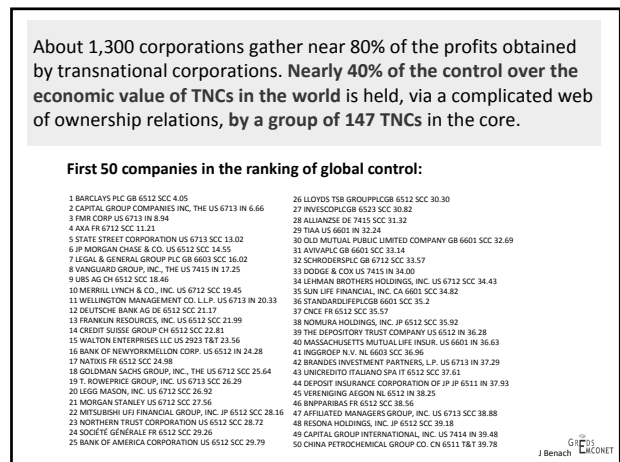 About 1,300 corporations gather near 80% of the profits obtained
by transnational corporations. Nearly 40% of the control over the
economic value of TNCs in the world is held, via a complicated web
of ownership relations, by a group of 147 TNCs in the core.
First 50 companies in the ranking of global control:
1 BARCLAYS PLC GB 6512 SCC 4.05
2 CAPITAL GROUP COMPANIES INC, THE US 6713 IN 6.66
3 FMR CORP US 6713 IN 8.94
4 AXA FR 6712 SCC 11.21
5 STATE STREET CORPORATION US 6713 SCC 13.02
6 JP MORGAN CHASE & CO. US 6512 SCC 14.55
7 LEGAL & GENERAL GROUP PLC GB 6603 SCC 16.02
8 VANGUARD GROUP, INC., THE US 7415 IN 17.25
9 UBS AG CH 6512 SCC 18.46
10 MERRILL LYNCH & CO., INC. US 6712 SCC 19.45
11 WELLINGTON MANAGEMENT CO. L.L.P. US 6713 IN 20.33
12 DEUTSCHE BANK AG DE 6512 SCC 21.17
13 FRANKLIN RESOURCES, INC. US 6512 SCC 21.99
14 CREDIT SUISSE GROUP CH 6512 SCC 22.81
15 WALTON ENTERPRISES LLC US 2923 T&T 23.56
16 BANK OF NEWYORKMELLON CORP. US 6512 IN 24.28
17 NATIXIS FR 6512 SCC 24.98
18 GOLDMAN SACHS GROUP, INC., THE US 6712 SCC 25.64
19 T. ROWEPRICE GROUP, INC. US 6713 SCC 26.29
20 LEGG MASON, INC. US 6712 SCC 26.92
21 MORGAN STANLEY US 6712 SCC 27.56
22 MITSUBISHI UFJ FINANCIAL GROUP, INC. JP 6512 SCC 28.16
23 NORTHERN TRUST CORPORATION US 6512 SCC 28.72
24 SOCIÉTÉ GÉNÉRALE FR 6512 SCC 29.26
25 BANK OF AMERICA CORPORATION US 6512 SCC 29.79
26 LLOYDS TSB GROUPPLCGB 6512 SCC 30.30
27 INVESCOPLCGB 6523 SCC 30.82
28 ALLIANZSE DE 7415 SCC 31.32
29 TIAA US 6601 IN 32.24
30 OLD MUTUAL PUBLIC LIMITED COMPANY GB 6601 SCC 32.69
31 AVIVAPLC GB 6601 SCC 33.14
32 SCHRODERSPLC GB 6712 SCC 33.57
33 DODGE & COX US 7415 IN 34.00
34 LEHMAN BROTHERS HOLDINGS, INC. US 6712 SCC 34.43
35 SUN LIFE FINANCIAL, INC. CA 6601 SCC 34.82
36 STANDARDLIFEPLCGB 6601 SCC 35.2
37 CNCE FR 6512 SCC 35.57
38 NOMURA HOLDINGS, INC. JP 6512 SCC 35.92
39 THE DEPOSITORY TRUST COMPANY US 6512 IN 36.28
40 MASSACHUSETTS MUTUAL LIFE INSUR. US 6601 IN 36.63
41 INGGROEP N.V. NL 6603 SCC 36.96
42 BRANDES INVESTMENT PARTNERS, L.P. US 6713 IN 37.29
43 UNICREDITO ITALIANO SPA IT 6512 SCC 37.61
44 DEPOSIT INSURANCE CORPORATION OF JP JP 6511 IN 37.93
45 VERENIGING AEGON NL 6512 IN 38.25
46 BNPPARIBAS FR 6512 SCC 38.56
47 AFFILIATED MANAGERS GROUP, INC. US 6713 SCC 38.88
48 RESONA HOLDINGS, INC. JP 6512 SCC 39.18
49 CAPITAL GROUP INTERNATIONAL, INC. US 7414 IN 39.48
50 CHINA PETROCHEMICAL GROUP CO. CN 6511 T&T 39.78
J Benach
GREDS
EMCONET